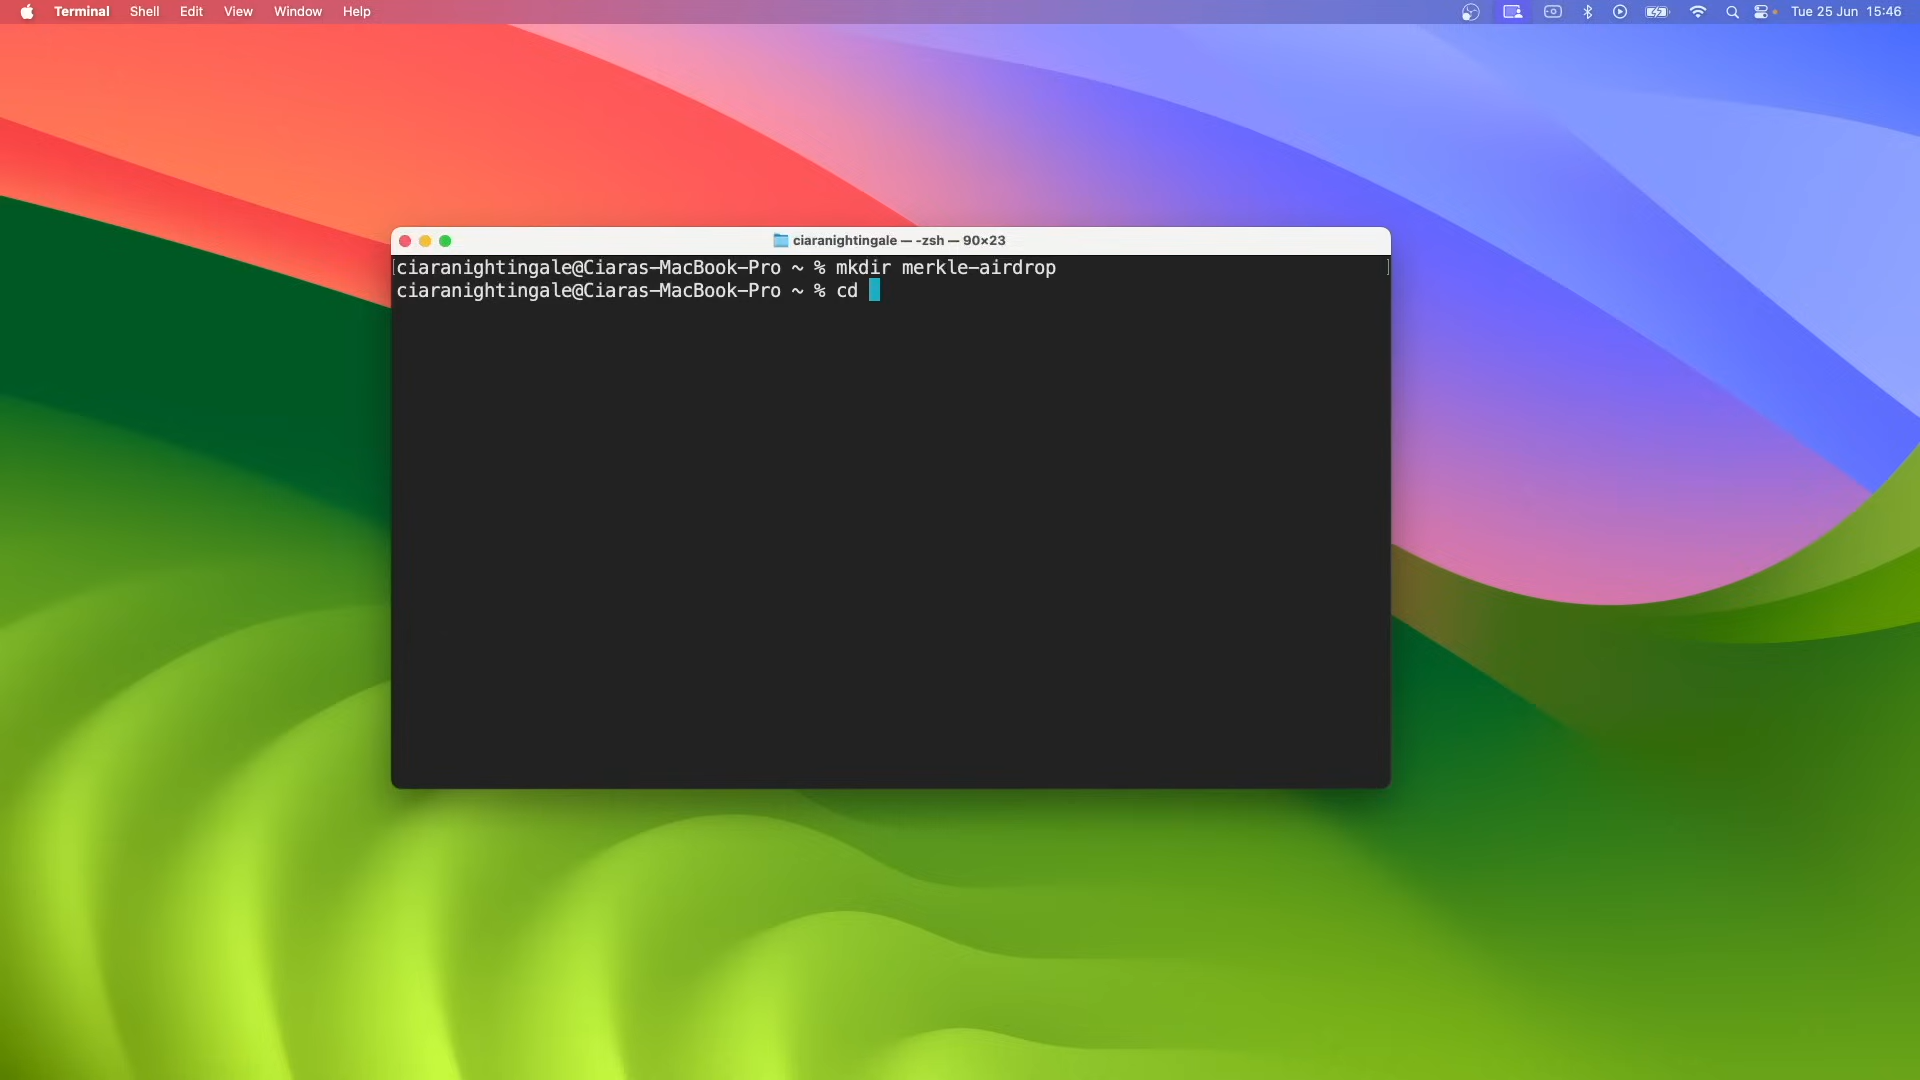 Terminal Shell Edit View Window Help Tue 25 Jun 15:46
ciaranightingale — -zsh — 90×23
ciaranightingale@Ciaras-MacBook-Pro ~ % mkdir merkle-airdrop
ciaranightingale@Ciaras-MacBook-Pro ~ % cd